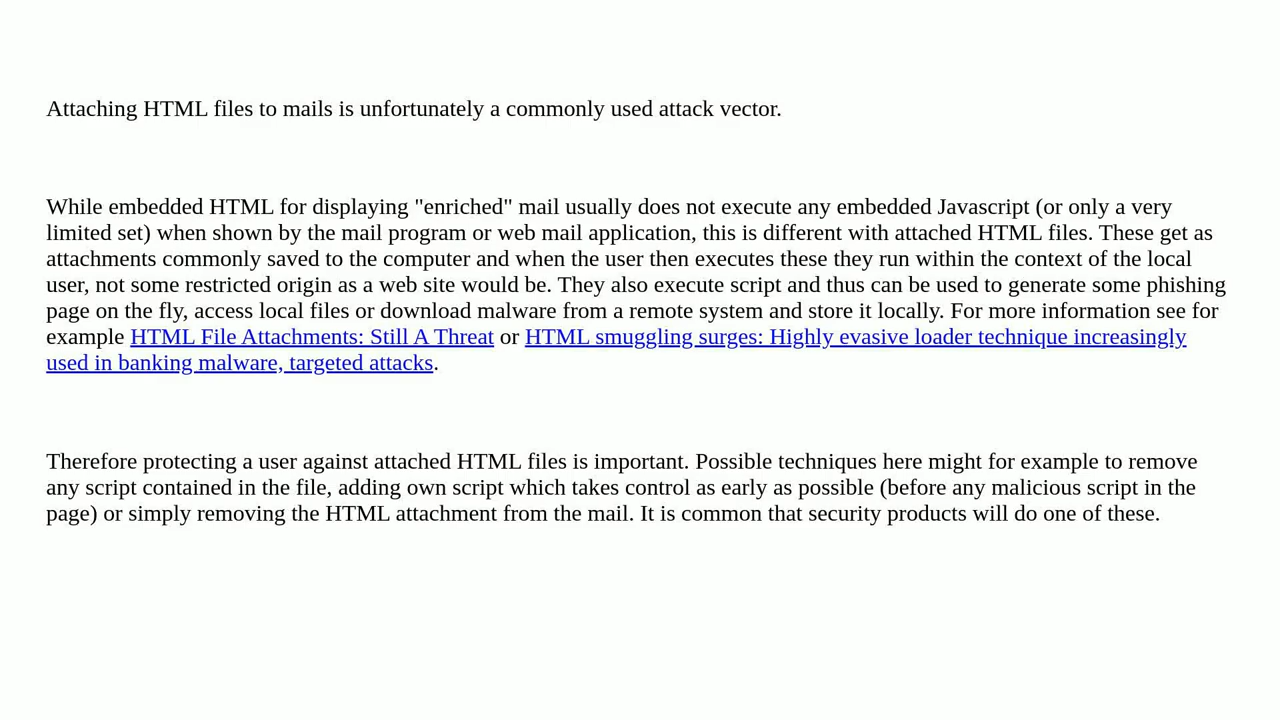 Attaching HTML files to mails is unfortunately a commonly used attack vector.
While embedded HTML for displaying "enriched" mail usually does not execute any embedded Javascript (or only a very
limited set) when shown by the mail program or web mail application, this is different with attached HTML files. These get as
attachments commonly saved to the computer and when the user then executes these they run within the context of the local
user, not some restricted origin as a web site would be. They also execute script and thus can be used to generate some phishing
page on the fly, access local files or download malware from a remote system and store it locally. For more information see for
example HTML File Attachments: Still A Threat or HTML smuggling surges: Highly evasive loader technique increasingly
used in banking malware, targeted attacks.
Therefore protecting a user against attached HTML files is important. Possible techniques here might for example to remove
any script contained in the file, adding own script which takes control as early as possible (before any malicious script in the
page) or simply removing the HTML attachment from the mail. It is common that security products will do one of these.